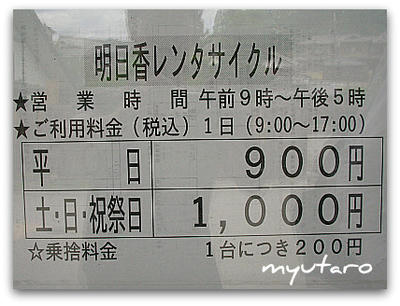 明日香レンタサイクル
★営業時間 午前9時～午後5時
★ご利用料金（税込）1日（9:00～17:00）
平日 900円
土・日・祝祭日 1,000円
☆乗捨料金 1台につき200円
myutaro